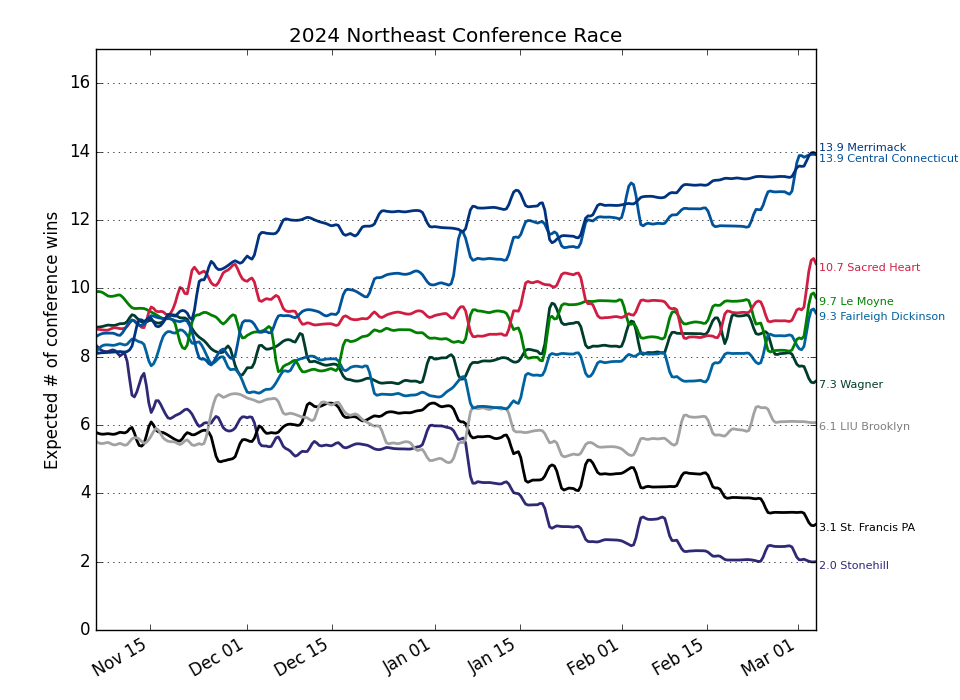 2024 Northeast Conference Race
Expected # of conference wins
16
14
12
10
8
6
4
2
0
13.9 Merrimack
13.9 Central Connecticut
10.7 Sacred Heart
9.7 Le Moyne
9.3 Fairleigh Dickinson
7.3 Wagner
6.1 LIU Brooklyn
3.1 St. Francis PA
2.0 Stonehill
Nov 15
Dec 01
Dec 15
Jan 01
Jan 15
Feb 01
Feb 15
Mar 01